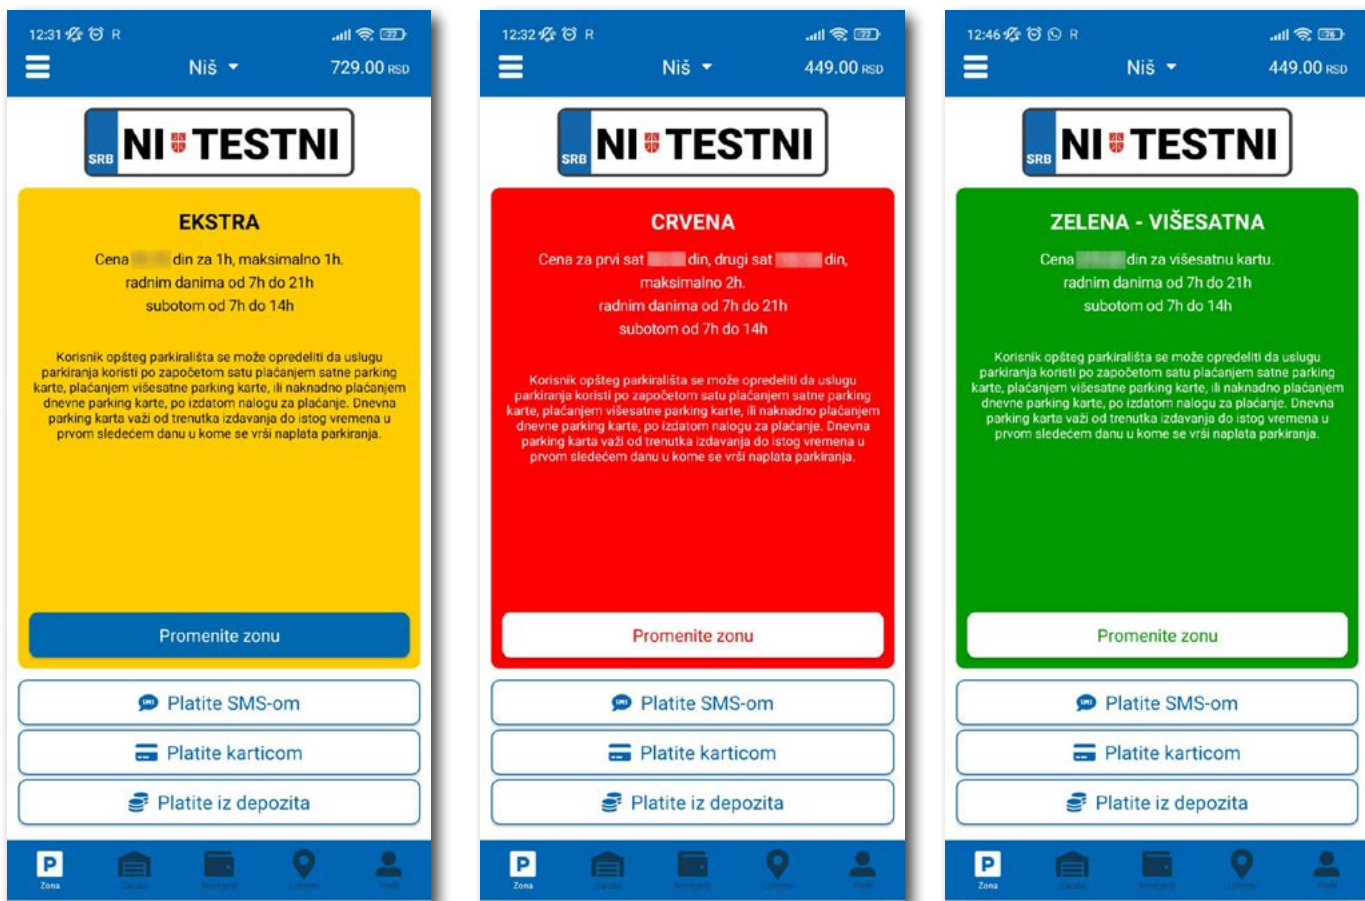 12:31 R
77
Niš
729.00 RSD
SRB NI TESTNI
EKSTRA
Cena din za 1h, maksimalno 1h.
radnim danima od 7h do 21h
subotom od 7h do 14h
Korisnik opšteg parkirališta se može opredeliti da uslugu
parkiranja koristi po započetom satu plaćanjem satne parking
karte, plaćanjem višesatne parking karte, ili naknadno plaćanjem
dnevne parking karte, po izdatom nalogu za plaćanje. Dnevna
parking karta važi od trenutka izdavanja do istog vremena u
prvom sledećem danu u kome se vrši naplata parkiranja.
Promenite zonu
SMS Platite SMS-om
Platite karticom
Platite iz depozita
P
Zona
12:32 R
77
Niš
449.00 RSD
SRB NI TESTNI
CRVENA
Cena za prvi sat din, drugi sat din,
maksimalno 2h.
radnim danima od 7h do 21h
subotom od 7h do 14h
Korisnik opšteg parkirališta se može opredeliti da uslugu
parkiranja koristi po započetom satu plaćanjem satne parking
karte, plaćanjem višesatne parking karte, ili naknadno plaćanjem
dnevne parking karte, po izdatom nalogu za plaćanje. Dnevna
parking karta važi od trenutka izdavanja do istog vremena u
prvom sledećem danu u kome se vrši naplata parkiranja.
Promenite zonu
SMS Platite SMS-om
Platite karticom
Platite iz depozita
P
Zona
12:46 R
76
Niš
449.00 RSD
SRB NI TESTNI
ZELENA - VIŠESATNA
Cena din za višesatnu kartu.
radnim danima od 7h do 21h
subotom od 7h do 14h
Korisnik opšteg parkirališta se može opredeliti da uslugu
parkiranja koristi po započetom satu plaćanjem satne parking
karte, plaćanjem višesatne parking karte, ili naknadno plaćanjem
dnevne parking karte, po izdatom nalogu za plaćanje. Dnevna
parking karta važi od trenutka izdavanja do istog vremena u
prvom sledećem danu u kome se vrši naplata parkiranja.
Promenite zonu
SMS Platite SMS-om
Platite karticom
Platite iz depozita
P
Zona